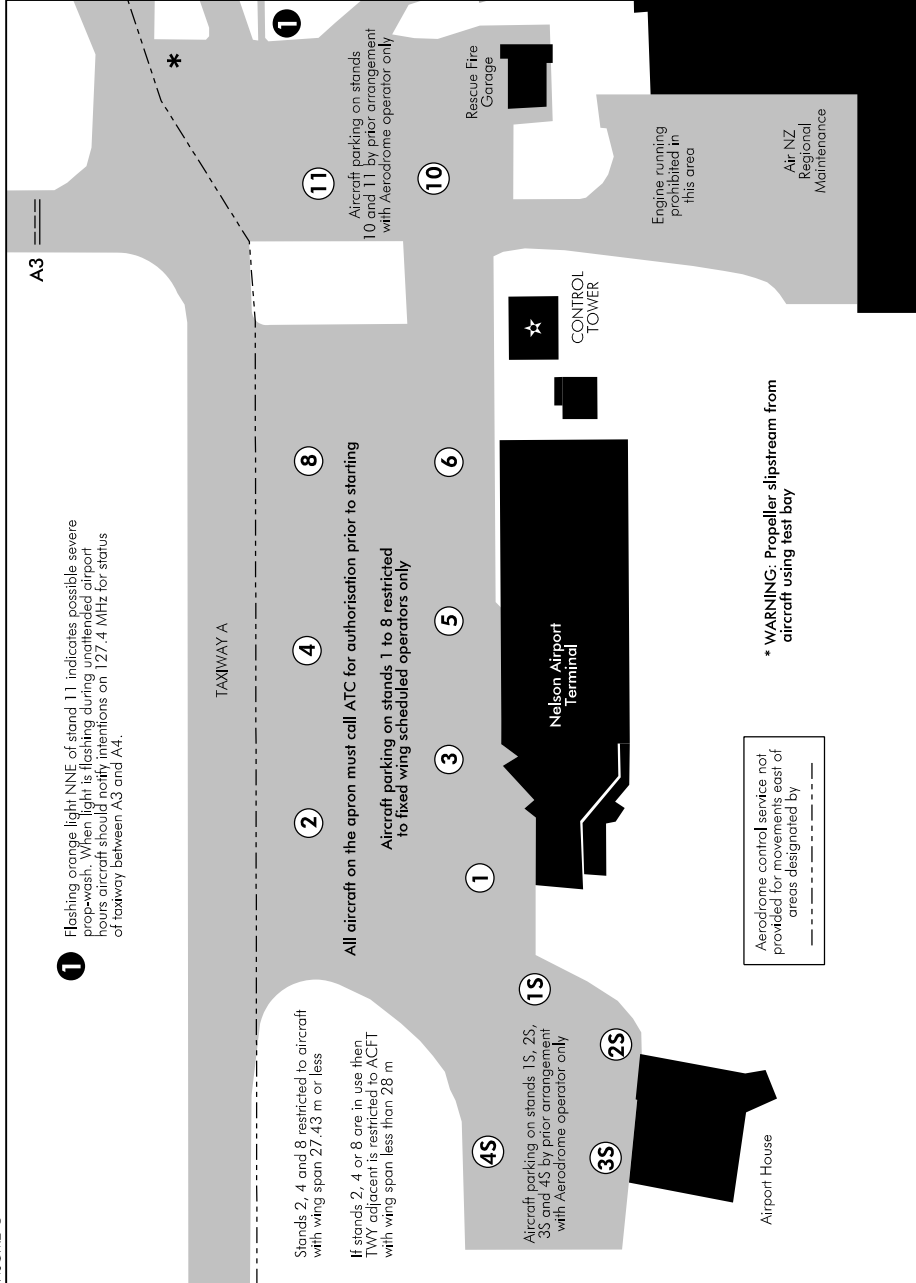 ❶ Flashing orange light NNE of stand 11 indicates possible severe
prop-wash. When light is flashing during unattended airport
hours aircraft should notify intentions on 127.4 MHz for status
of taxiway between A3 and A4.
A3
TAXIWAY A
*
❶
Stands 2, 4 and 8 restricted to aircraft
with wing span 27.43 m or less
If stands 2, 4 or 8 are in use then
TWY adjacent is restricted to ACFT
with wing span less than 28 m
2
4
8
11
All aircraft on the apron must call ATC for authorisation prior to starting
Aircraft parking on stands 1 to 8 restricted
to fixed wing scheduled operators only
Aircraft parking on stands
10 and 11 by prior arrangement
with Aerodrome operator only
4S
1
3
5
6
10
1S
Aircraft parking on stands 1S, 2S,
3S and 4S by prior arrangement
with Aerodrome operator only
3S
2S
Nelson Airport
Terminal
CONTROL
TOWER
Rescue Fire
Garage
Engine running
prohibited in
this area
Air NZ
Regional
Maintenance
Airport House
Aerodrome control service not
provided for movements east of
areas designated by
* WARNING: Propeller slipstream from
aircraft using test bay